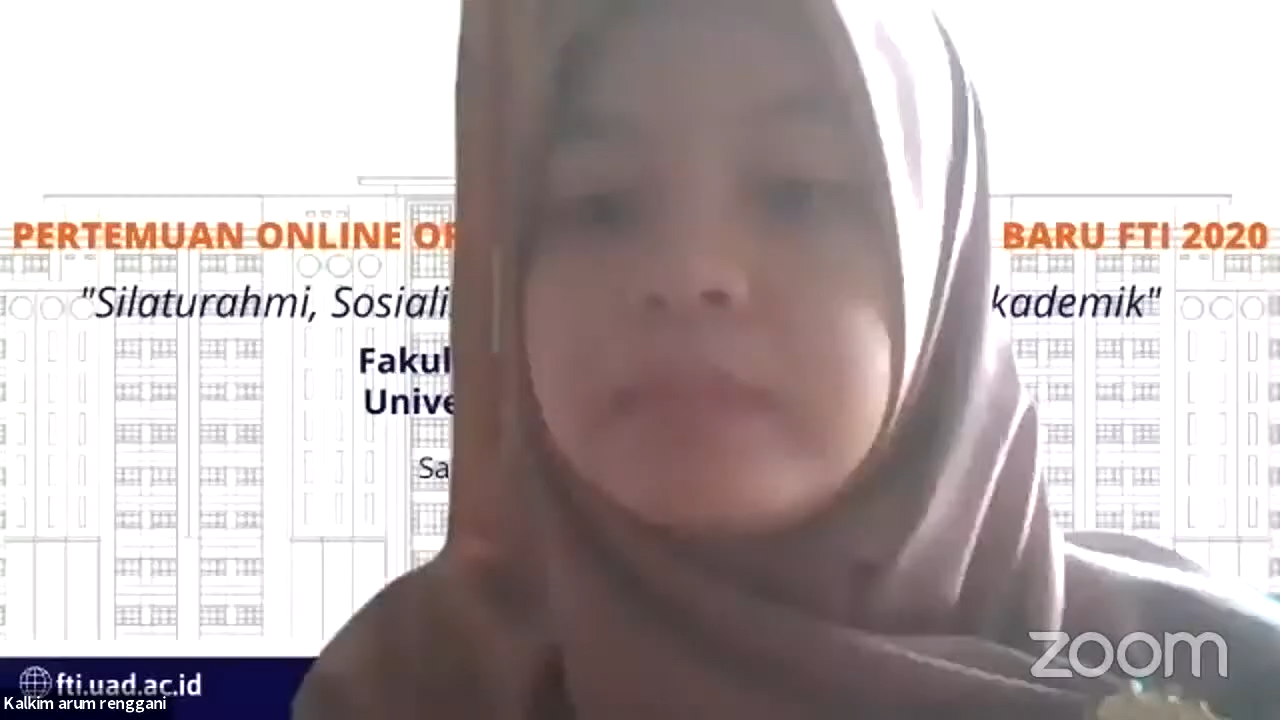 PERTEMUAN ONLINE OR BARU FTI 2020
"Silaturahmi, Sosiali kademik"
Fakul
Unive
Sa
zoom
fti.uad.ac.id
Kalkim arum renggani